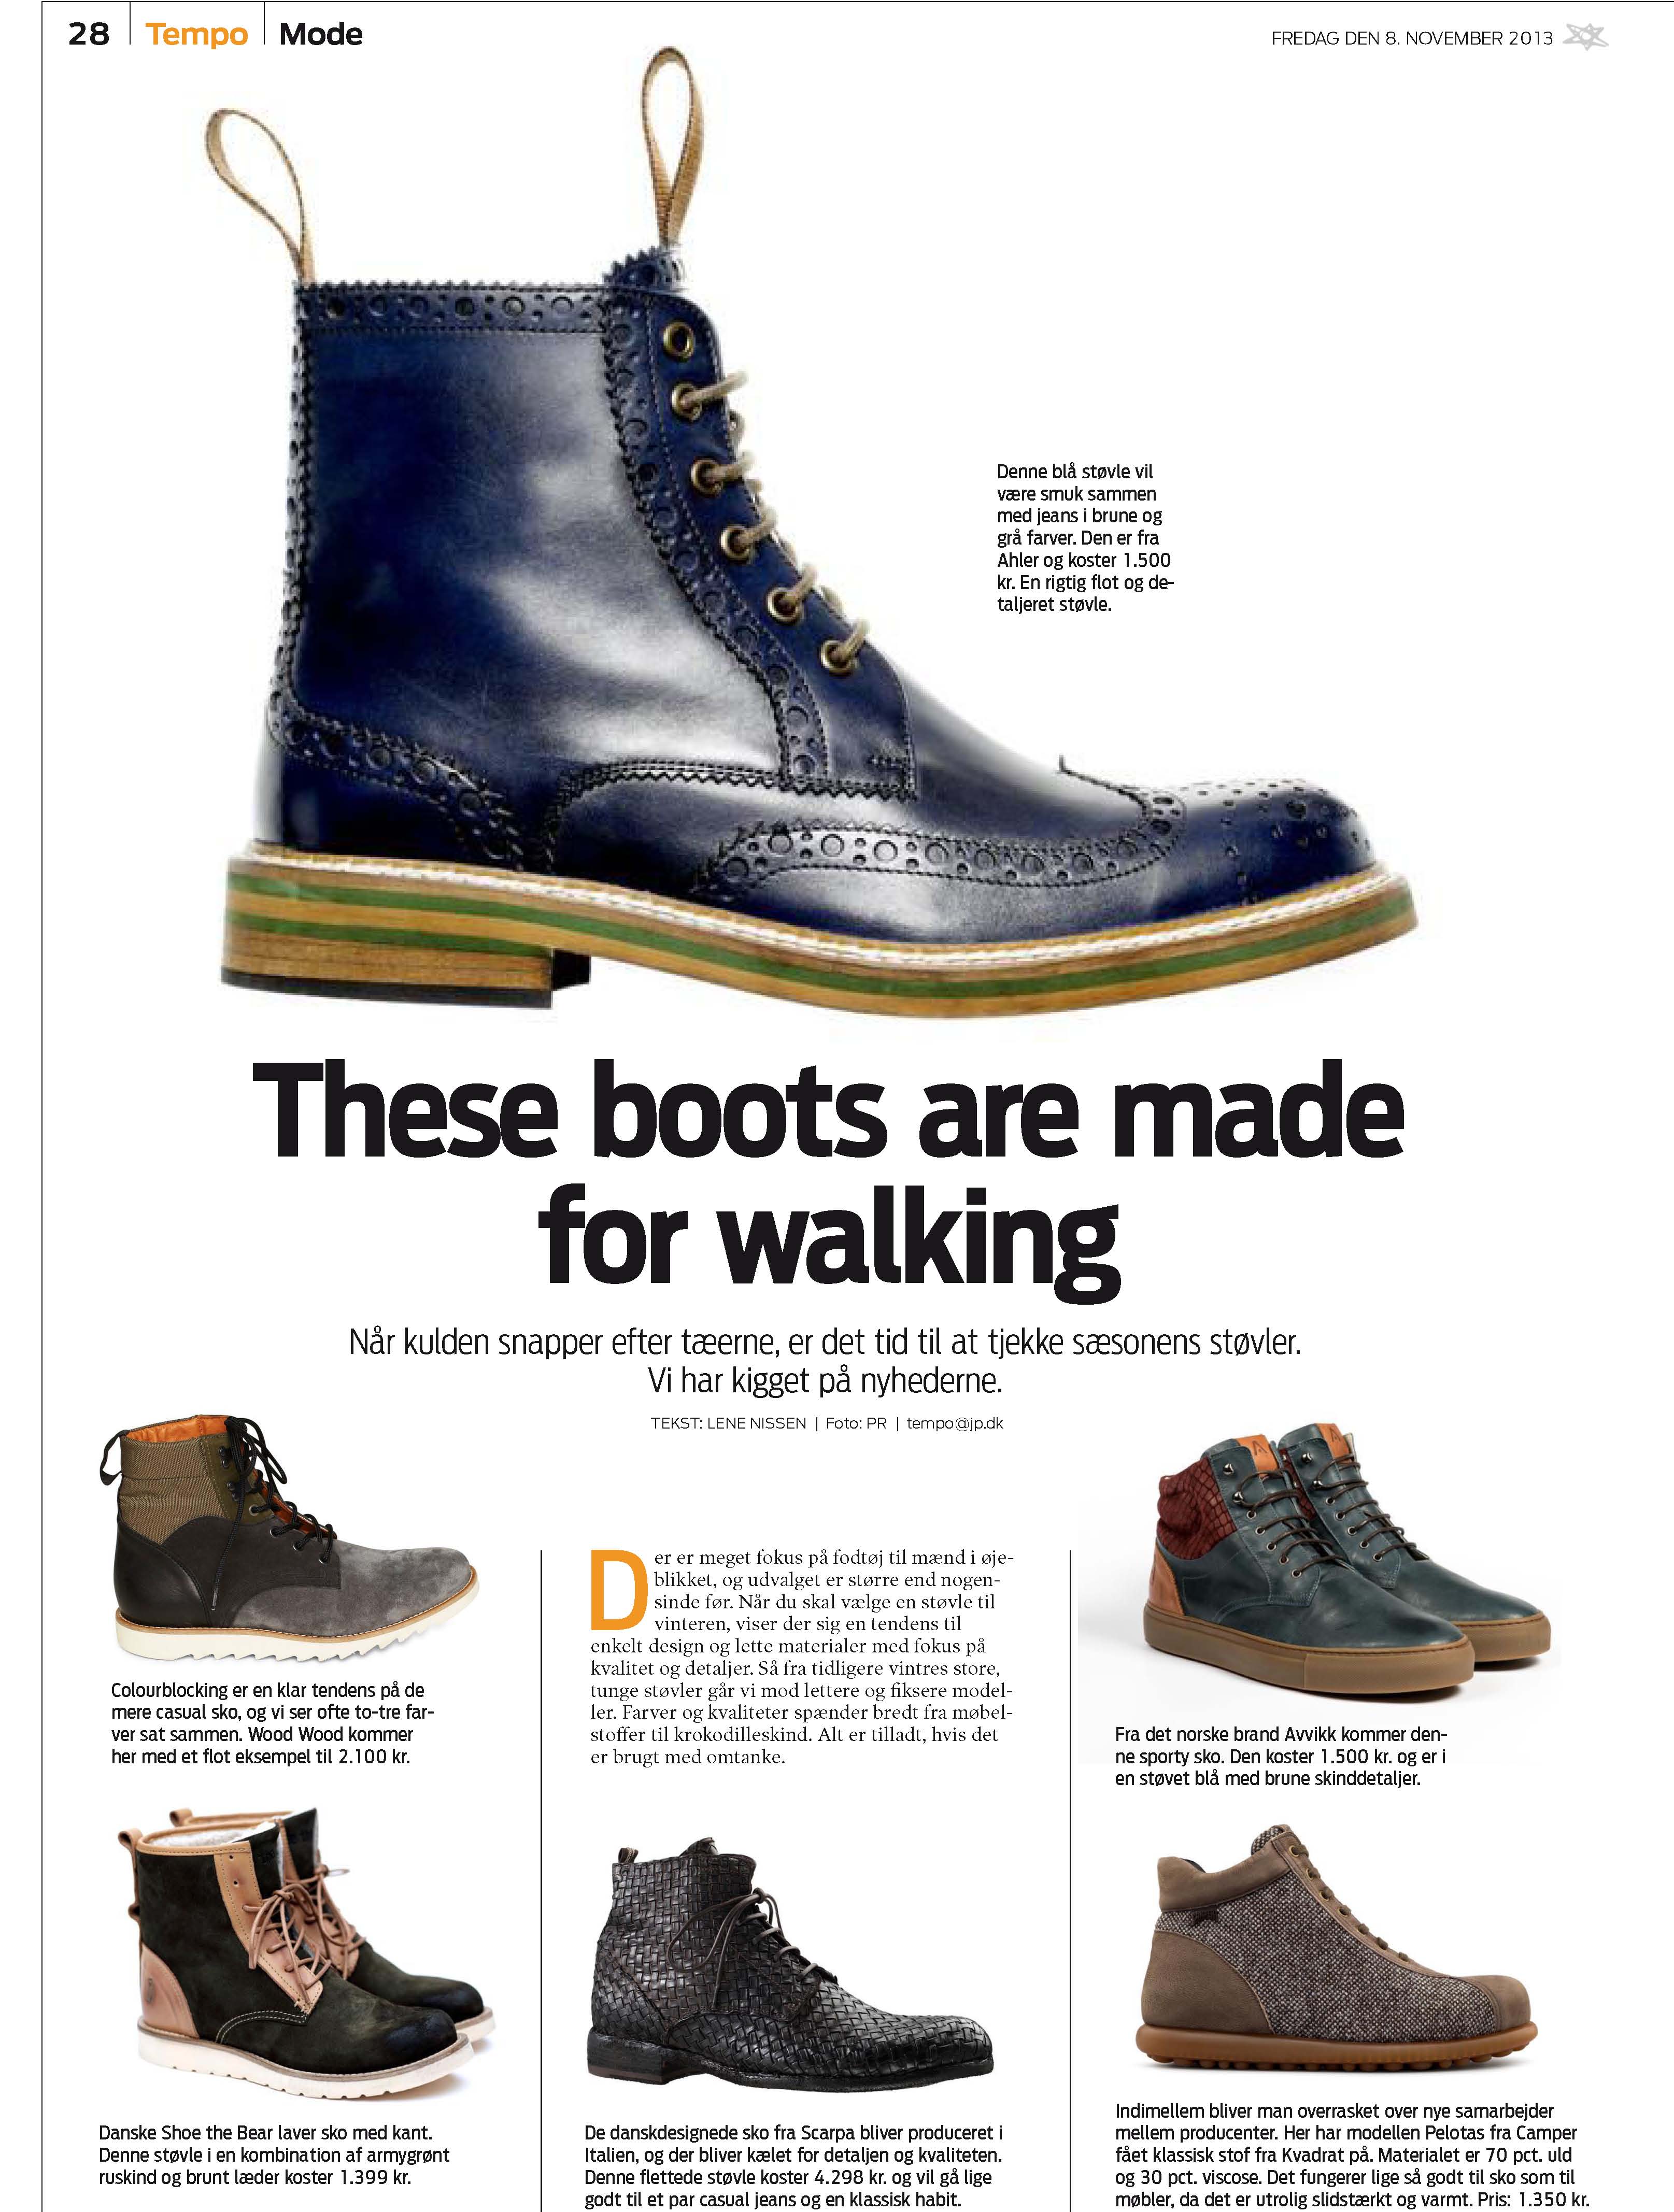 28 Tempo Mode
FREDAG DEN 8. NOVEMBER 2013
Denne blå støvle vil
være smuk sammen
med jeans i brune og
grå farver. Den er fra
Ahler og koster 1.500
kr. En rigtig flot og de-
taljeret støvle.
These boots are made
for walking
Når kulden snapper efter tæerne, er det tid til at tjekke sæsonens støvler.
Vi har kigget på nyhederne.
TEKST: LENE NISSEN | Foto: PR | tempo@jp.dk
Colourblocking er en klar tendens på de
mere casual sko, og vi ser ofte to-tre far-
ver sat sammen. Wood Wood kommer
her med et flot eksempel til 2.100 kr.
Danske Shoe the Bear laver sko med kant.
Denne støvle i en kombination af armygrønt
ruskind og brunt læder koster 1.399 kr.
Der er meget fokus på fodtøj til mænd i øje-
blikket, og udvalget er større end nogen-
sinde før. Når du skal vælge en støvle til
vinteren, viser der sig en tendens til
enkelt design og lette materialer med fokus på
kvalitet og detaljer. Så fra tidligere vintres store,
tunge støvler går vi mod lettere og fiksere model-
ler. Farver og kvaliteter spænder bredt fra møbel-
stoffer til krokodilleskind. Alt er tilladt, hvis det
er brugt med omtanke.
De danskdesignede sko fra Scarpa bliver produceret i
Italien, og der bliver kælet for detaljen og kvaliteten.
Denne flettede støvle koster 4.298 kr. og vil gå lige
godt til et par casual jeans og en klassisk habit.
Fra det norske brand Avvikk kommer den-
ne sporty sko. Den koster 1.500 kr. og er i
en støvet blå med brune skinddetaljer.
Indimellem bliver man overrasket over nye samarbejder
mellem producenter. Her har modellen Pelotas fra Camper
fået klassisk stof fra Kvadrat på. Materialet er 70 pct. uld
og 30 pct. viscose. Det fungerer lige så godt til sko som til
møbler, da det er utrolig slidstærkt og varmt. Pris: 1.350 kr.